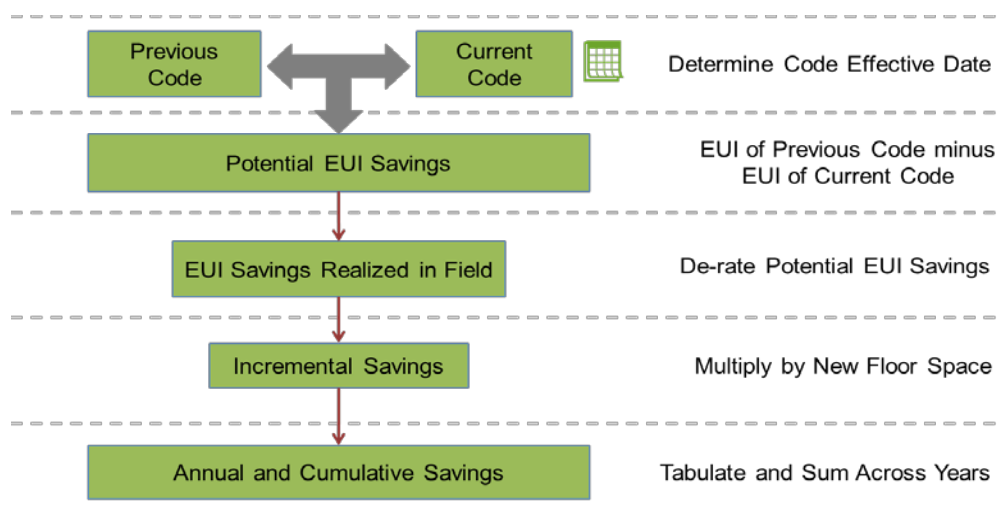 Previous
Code
Current
Code
Determine Code Effective Date
Potential EUI Savings
EUI of Previous Code minus
EUI of Current Code
EUI Savings Realized in Field
De-rate Potential EUI Savings
Incremental Savings
Multiply by New Floor Space
Annual and Cumulative Savings
Tabulate and Sum Across Years